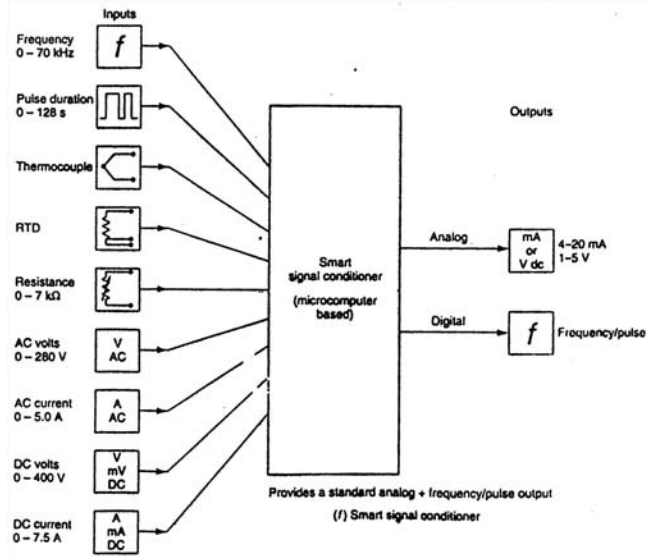 Inputs
Frequency
0 – 70 kHz
f
Pulse duration
0 – 128 s
Thermocouple
RTD
Resistance
0 – 7 kΩ
AC volts
0 – 280 V
V
AC
AC current
0 – 5.0 A
A
AC
DC volts
0 – 400 V
V
mV
DC
DC current
0 – 7.5 A
A
mA
DC
Smart
signal conditioner
(microcomputer
based)
Outputs
Analog
mA
or
V dc
4–20 mA
1–5 V
Digital
f
Frequency/pulse
Provides a standard analog + frequency/pulse output
(f) Smart signal conditioner